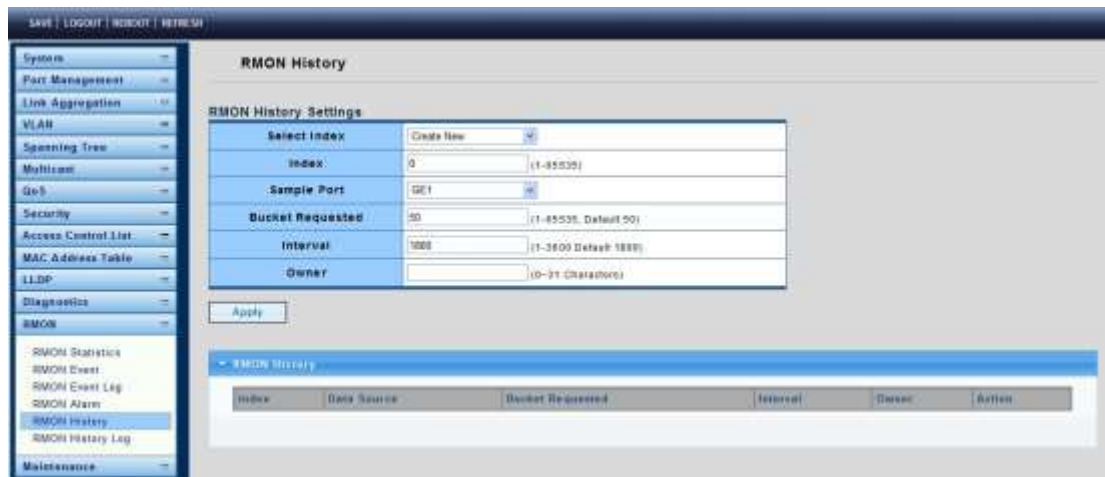 SAVE | LOGOUT | REBOOT | REFRESH
System
Port Management
Link Aggregation
VLAN
Spanning Tree
Multicast
QoS
Security
Access Control List
MAC Address Table
LLDP
Diagnostics
RMON
RMON Statistics
RMON Event
RMON Event Log
RMON Alarm
RMON History
RMON History Log
Maintenance
RMON History
RMON History Settings
Select Index Create New
Index 0 (1-65535)
Sample Port GE1
Bucket Requested 50 (1-65535, Default 50)
Interval 1800 (1-3600 Default 1800)
Owner (0~31 Characters)
Apply
RMON History
Index Data Source Bucket Requested Interval Owner Action